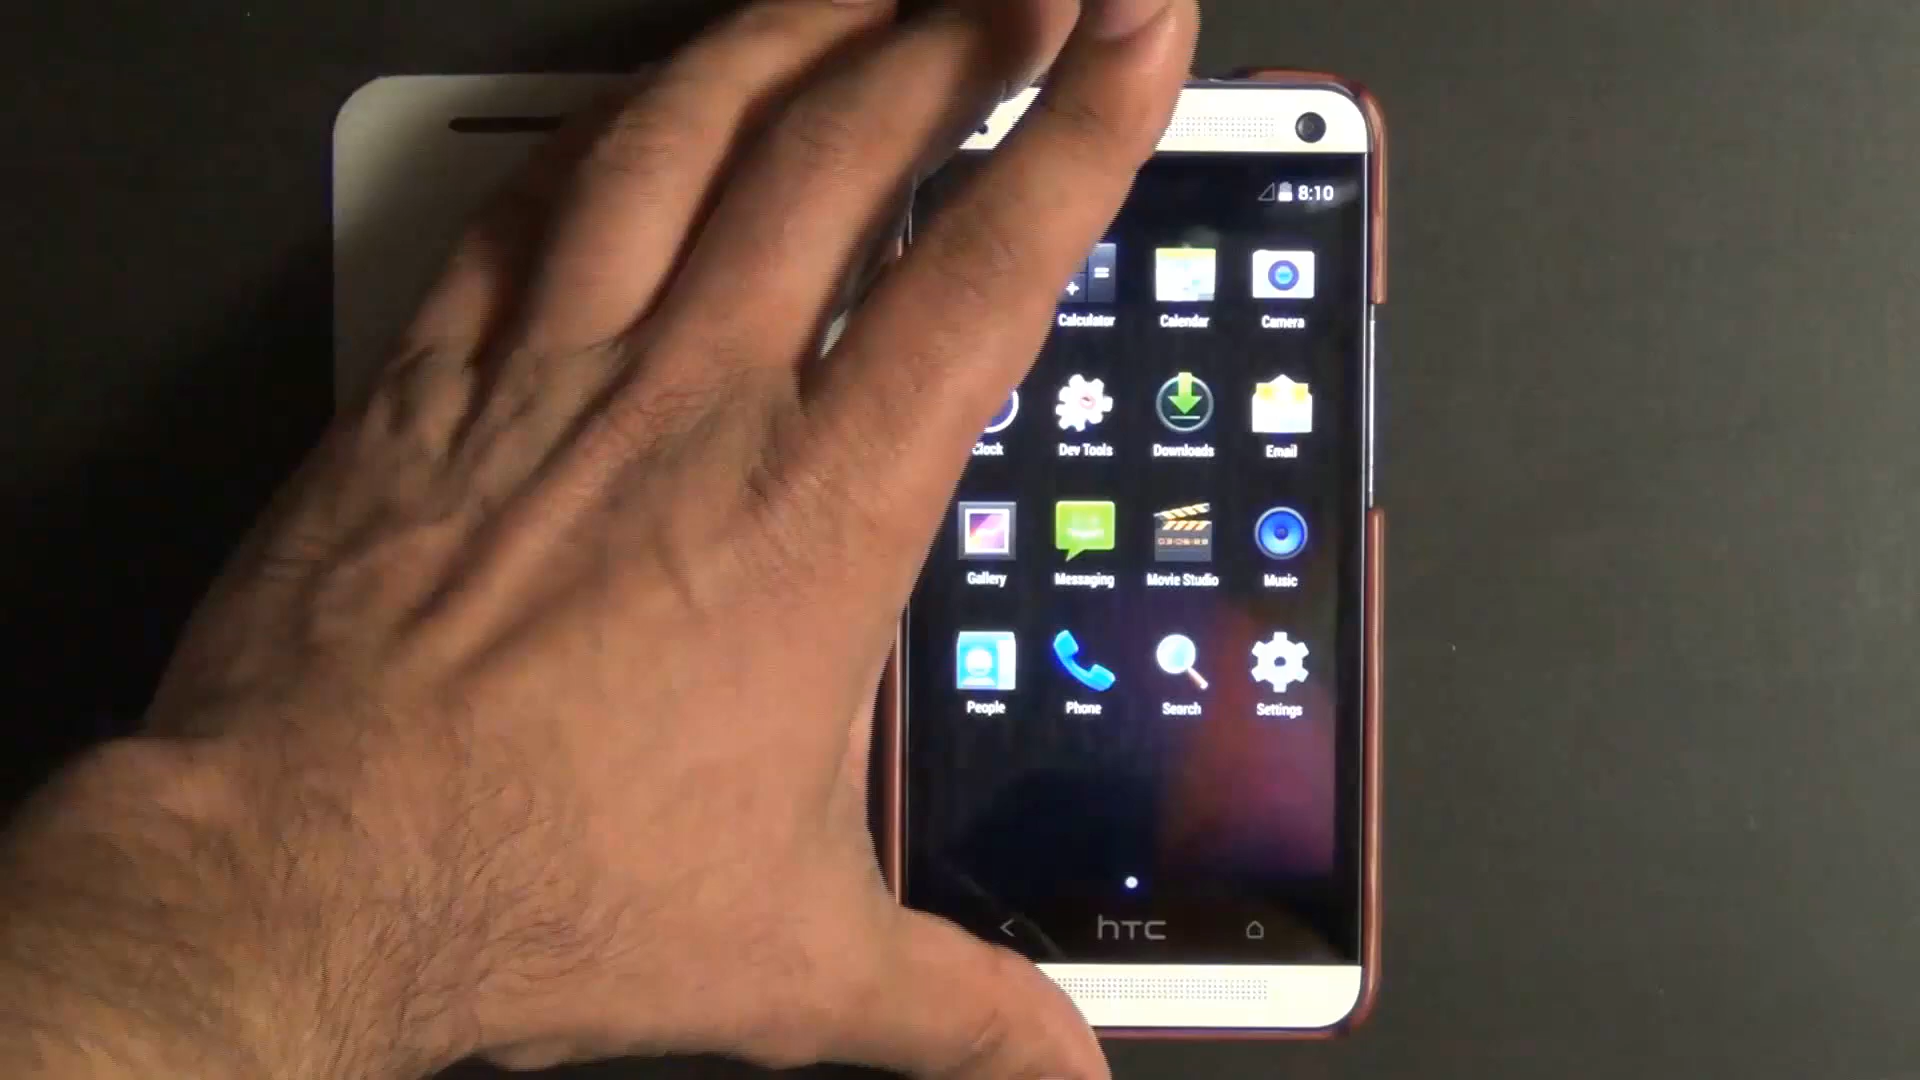 8:10
Calculator
Calendar
Camera
Clock
Dev Tools
Downloads
Email
Gallery
Messaging
Movie Studio
Music
People
Phone
Search
Settings
hTC